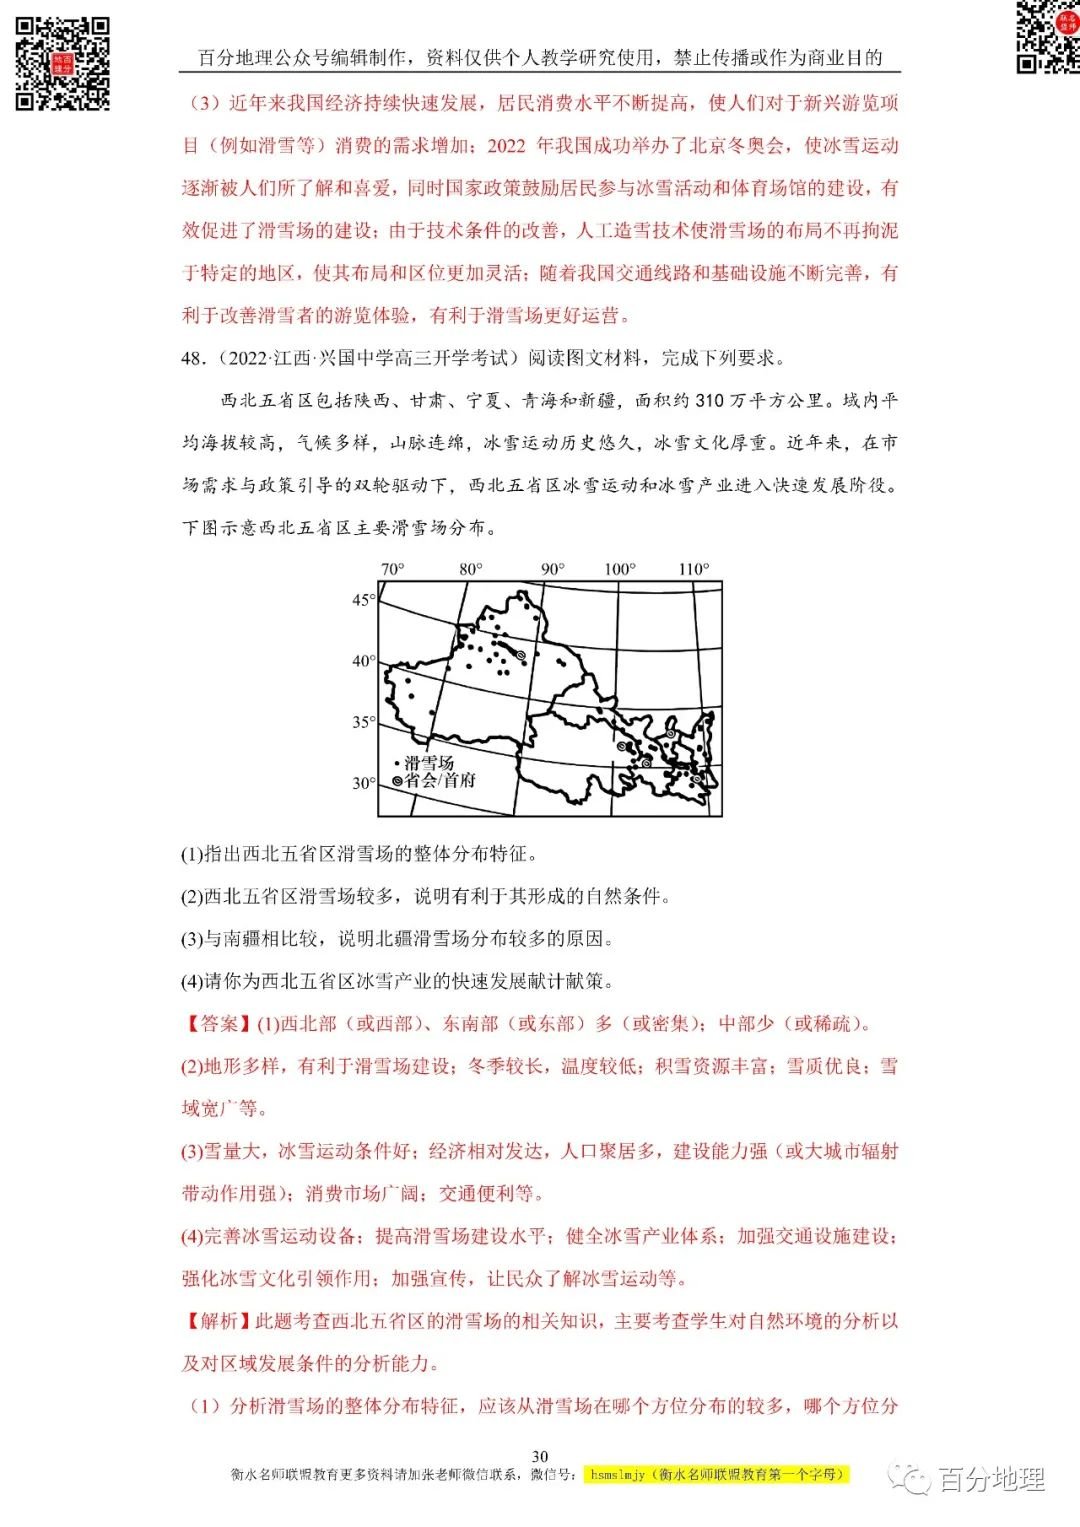 百分地理公众号编辑制作，资料仅供个人教学研究使用，禁止传播或作为商业目的
（3）近年来我国经济持续快速发展，居民消费水平不断提高，使人们对于新兴游览项
目（例如滑雪等）消费的需求增加；2022 年我国成功举办了北京冬奥会，使冰雪运动
逐渐被人们所了解和喜爱，同时国家政策鼓励居民参与冰雪活动和体育场馆的建设，有
效促进了滑雪场的建设；由于技术条件的改善，人工造雪技术使滑雪场的布局不再拘泥
于特定的地区，使其布局和区位更加灵活；随着我国交通线路和基础设施不断完善，有
利于改善滑雪者的游览体验，有利于滑雪场更好运营。
48.（2022·江西·兴国中学高三开学考试）阅读图文材料，完成下列要求。
西北五省区包括陕西、甘肃、宁夏、青海和新疆，面积约 310 万平方公里。域内平
均海拔较高，气候多样，山脉连绵，冰雪运动历史悠久，冰雪文化厚重。近年来，在市
场需求与政策引导的双轮驱动下，西北五省区冰雪运动和冰雪产业进入快速发展阶段。
下图示意西北五省区主要滑雪场分布。
70° 80° 90° 100° 110°
45°
40°
35°
30°
滑雪场
省会/首府
(1)指出西北五省区滑雪场的整体分布特征。
(2)西北五省区滑雪场较多，说明有利于其形成的自然条件。
(3)与南疆相比较，说明北疆滑雪场分布较多的原因。
(4)请你为西北五省区冰雪产业的快速发展献计献策。
【答案】(1)西北部（或西部）、东南部（或东部）多（或密集）；中部少（或稀疏）。
(2)地形多样，有利于滑雪场建设；冬季较长，温度较低；积雪资源丰富；雪质优良；雪
域宽广等。
(3)雪量大，冰雪运动条件好；经济相对发达，人口聚居多，建设能力强（或大城市辐射
带动作用强）；消费市场广阔；交通便利等。
(4)完善冰雪运动设备；提高滑雪场建设水平；健全冰雪产业体系；加强交通设施建设；
强化冰雪文化引领作用；加强宣传，让民众了解冰雪运动等。
【解析】此题考查西北五省区的滑雪场的相关知识，主要考查学生对自然环境的分析以
及对区域发展条件的分析能力。
（1）分析滑雪场的整体分布特征，应该从滑雪场在哪个方位分布的较多，哪个方位分
30
衡水名师联盟教育更多资料请加张老师微信联系，微信号： hsmslmjy（衡水名师联盟教育第一个字母）
百分地理